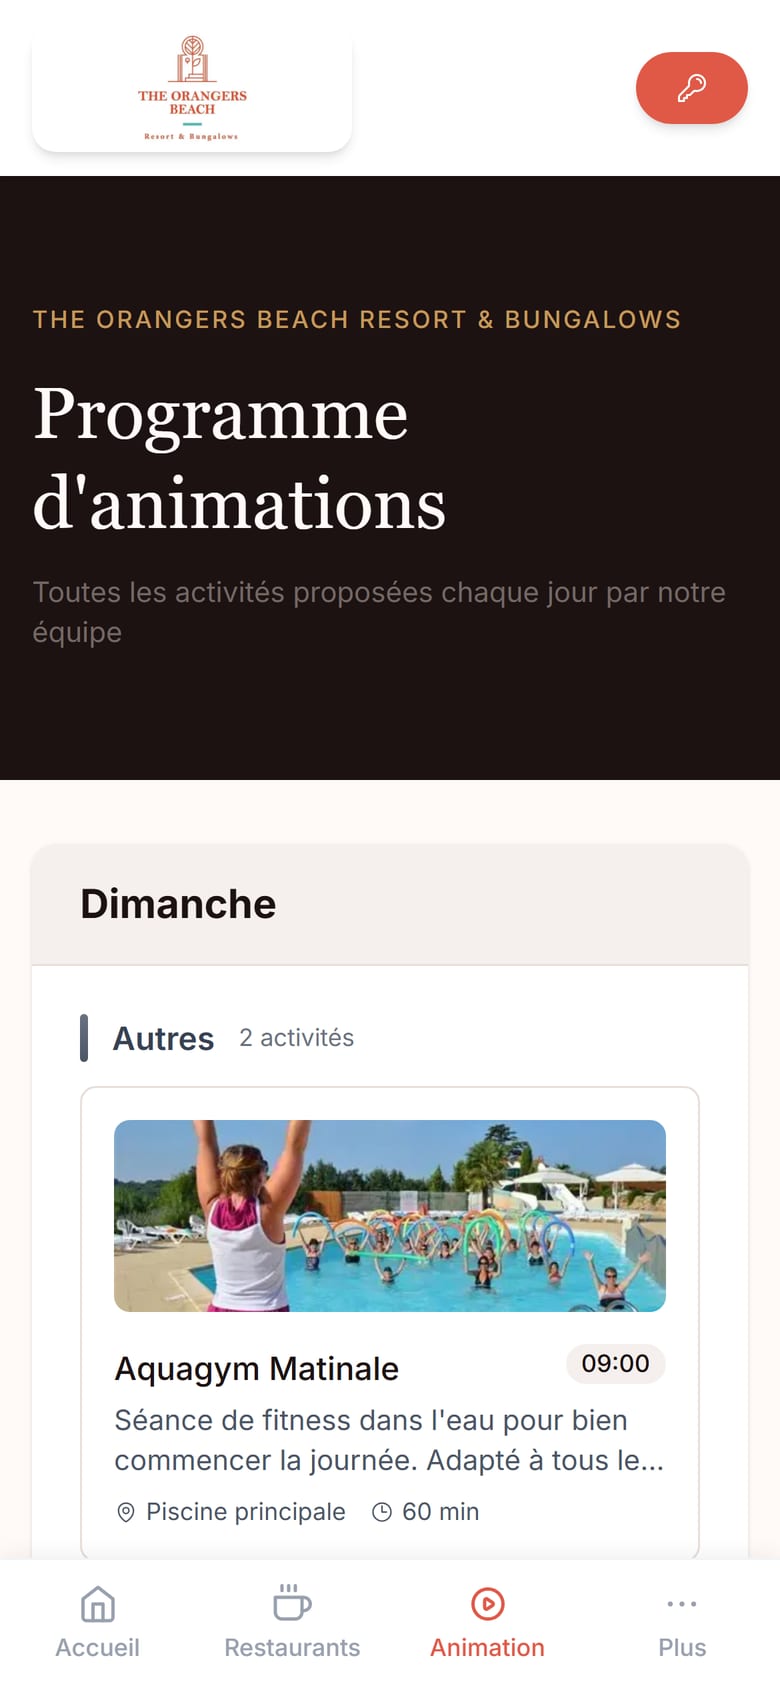 THE ORANGERS
BEACH
Resort & Bungalows
THE ORANGERS BEACH RESORT & BUNGALOWS
Programme
d'animations
Toutes les activités proposées chaque jour par notre
équipe
Dimanche
Autres 2 activités
Aquagym Matinale 09:00
Séance de fitness dans l'eau pour bien
commencer la journée. Adapté à tous le...
Piscine principale 60 min
Accueil Restaurants Animation Plus